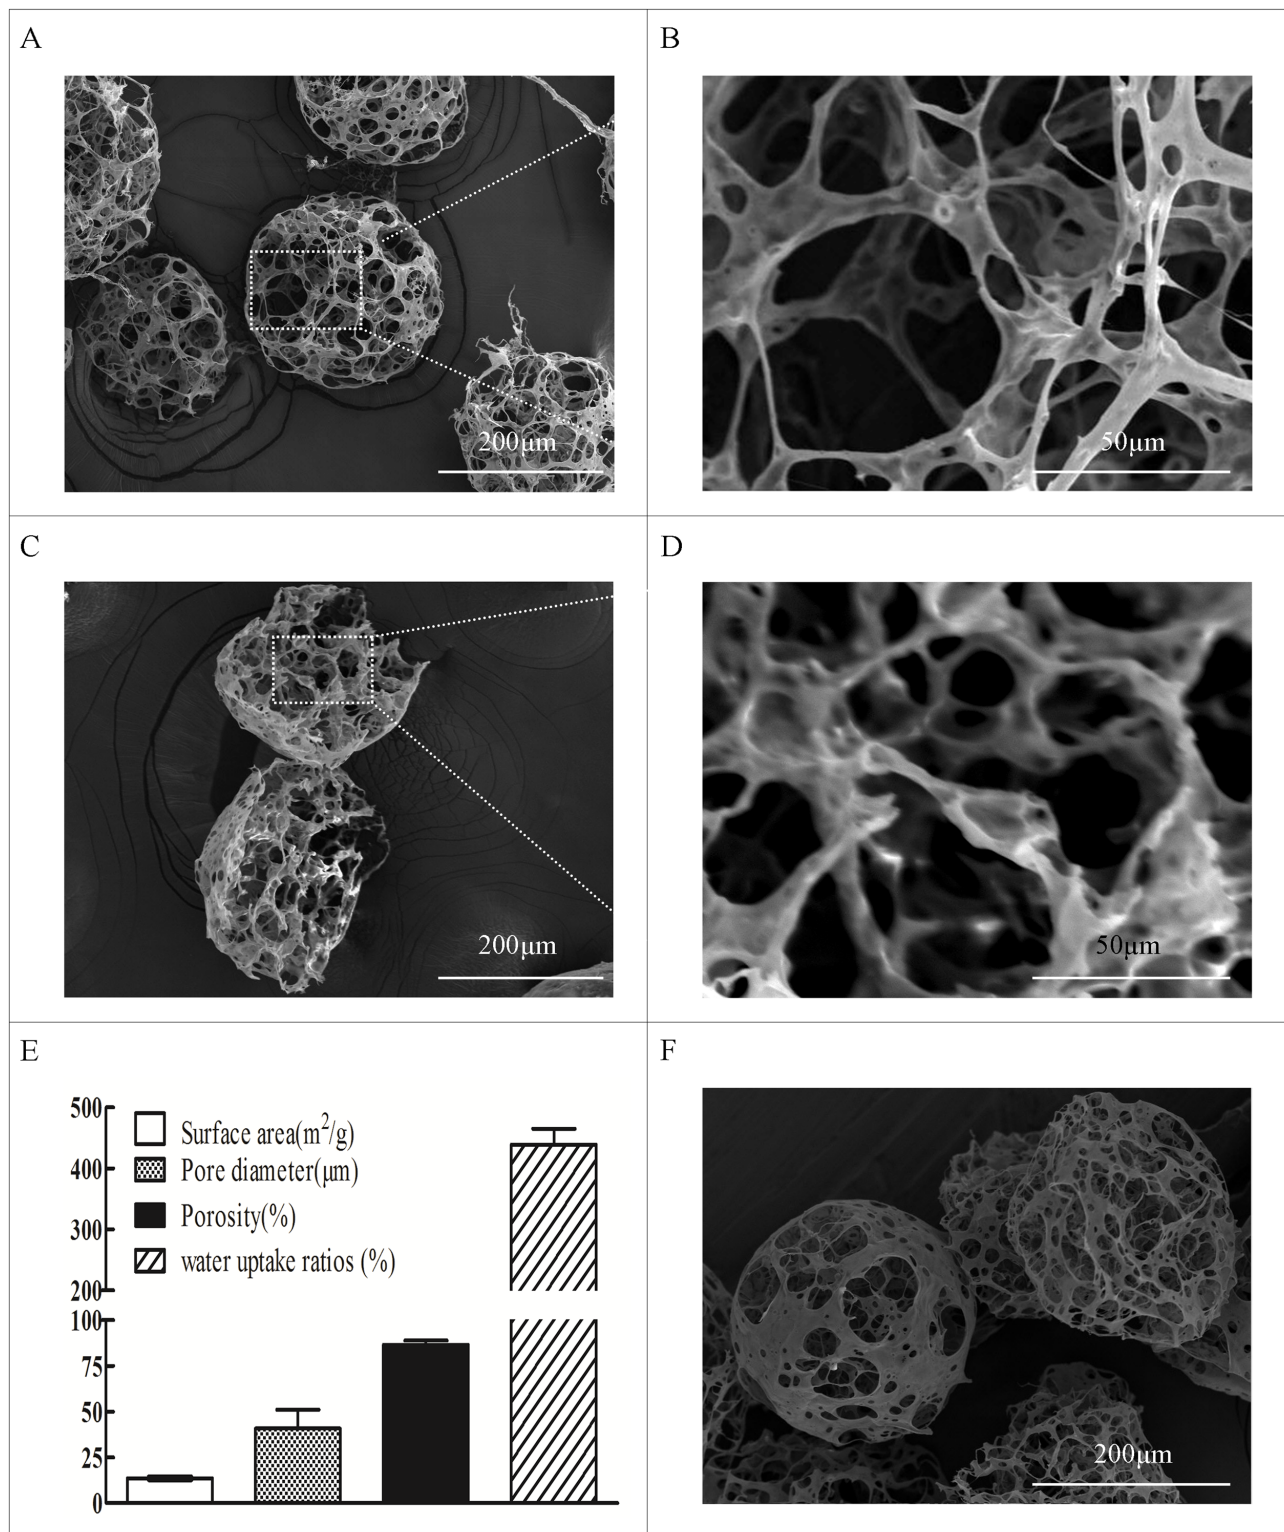 A
B
200μm
50μm
C
D
200μm
50μm
E
F
500
400
300
200
100
75
50
25
0
Surface area(m²/g)
Pore diameter(μm)
Porosity(%)
water uptake ratios (%)
200μm